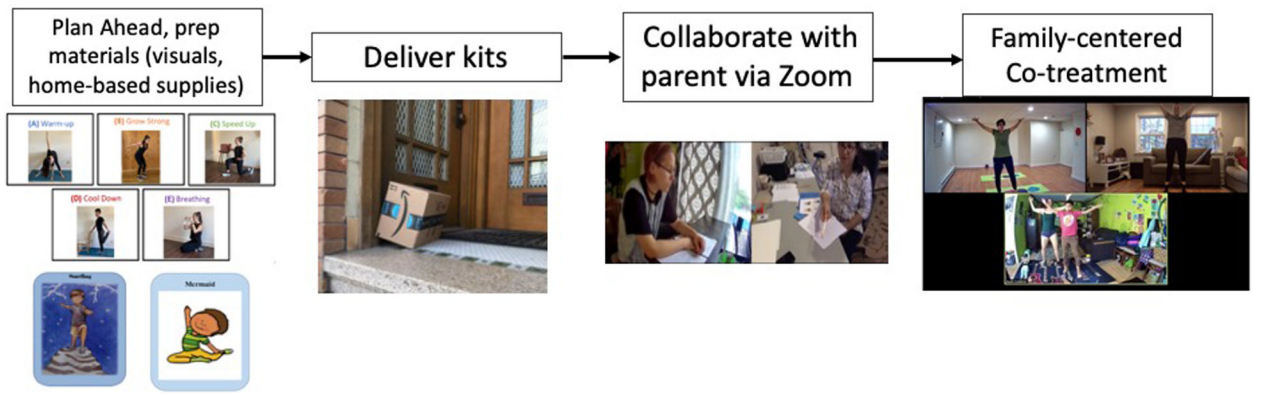 Plan Ahead, prep
materials (visuals,
home-based supplies)
Deliver kits
Collaborate with
parent via Zoom
Family-centered
Co-treatment
(A) Warm-up
(B) Grow Strong
(C) Speed Up
(D) Cool Down
(E) Breathing
Mermaid